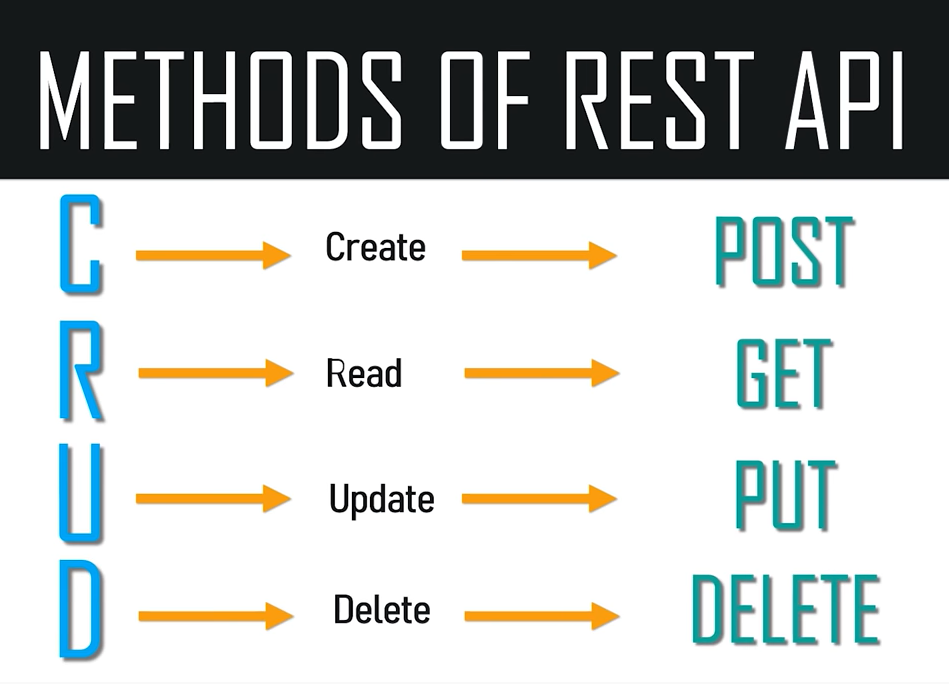 METHODS OF REST API
C Create POST
R Read GET
U Update PUT
D Delete DELETE